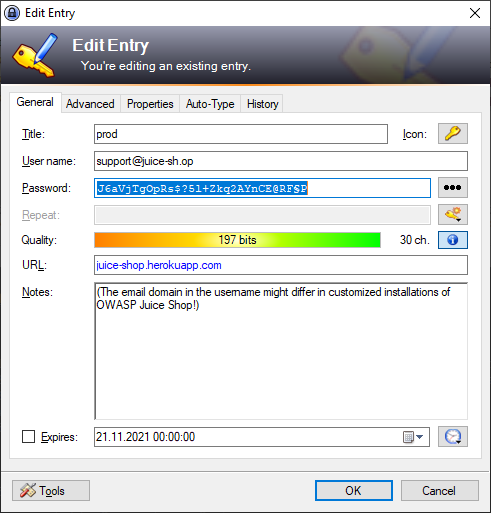 Edit Entry
Edit Entry
You're editing an existing entry.
General Advanced Properties Auto-Type History
Title: prod Icon:
User name: support@juice-sh.op
Password: J6aVjTgOpRs$?5l+Zkq2AYnCE@RF§P
Repeat:
Quality: 197 bits 30 ch.
URL: juice-shop.herokuapp.com
Notes: (The email domain in the username might differ in customized installations of
OWASP Juice Shop!)
Expires: 21.11.2021 00:00:00
Tools OK Cancel